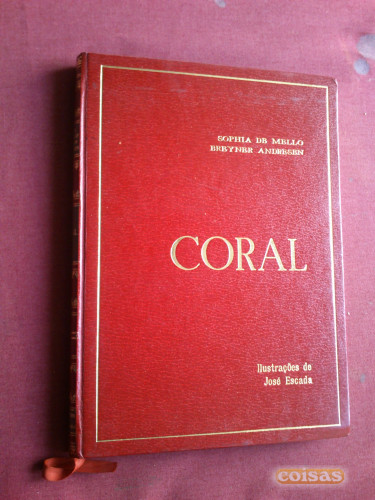 SOPHIA DE MELLO
BREYNER ANDRESEN
CORAL
Ilustrações de
José Escada
coisas